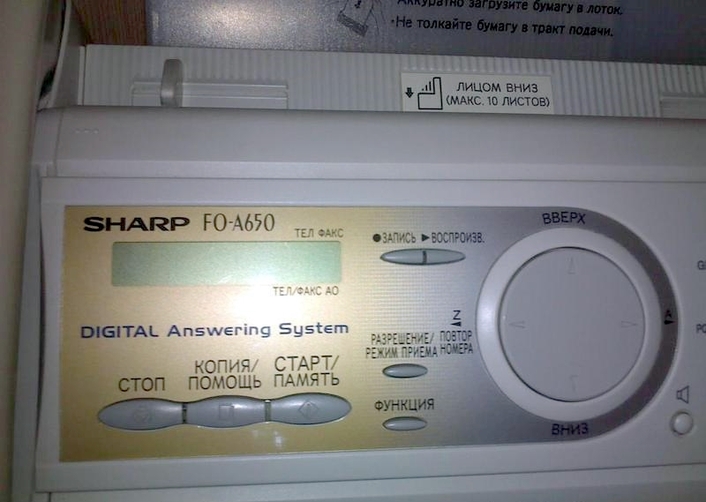 Аккуратно загрузите бумагу в лоток.
·Не толкайте бумагу в тракт подачи.
ЛИЦОМ ВНИЗ
(МАКС. 10 ЛИСТОВ)
SHARP FO-A650
ТЕЛ ФАКС
ТЕЛ/ФАКС АО
DIGITAL Answering System
СТОП
КОПИЯ/
ПОМОЩЬ
СТАРТ/
ПАМЯТЬ
●ЗАПИСЬ ▶ВОСПРОИЗВ.
РАЗРЕШЕНИЕ/
РЕЖИМ ПРИЕМА
ПОВТОР
НОМЕРА
ФУНКЦИЯ
ВВЕРХ
Z
A
ВНИЗ